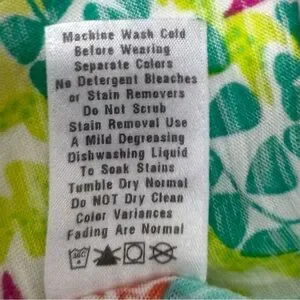 Machine Wash Cold
Before Wearing
Separate Colors
No Detergent Bleaches
or Stain Removers
Do Not Scrub
Stain Removal Use
A Mild Degreasing
Dishwashing Liquid
To Soak Stains
Tumble Dry Normal
Do NOT Dry Clean
Color Variances
Fading Are Normal